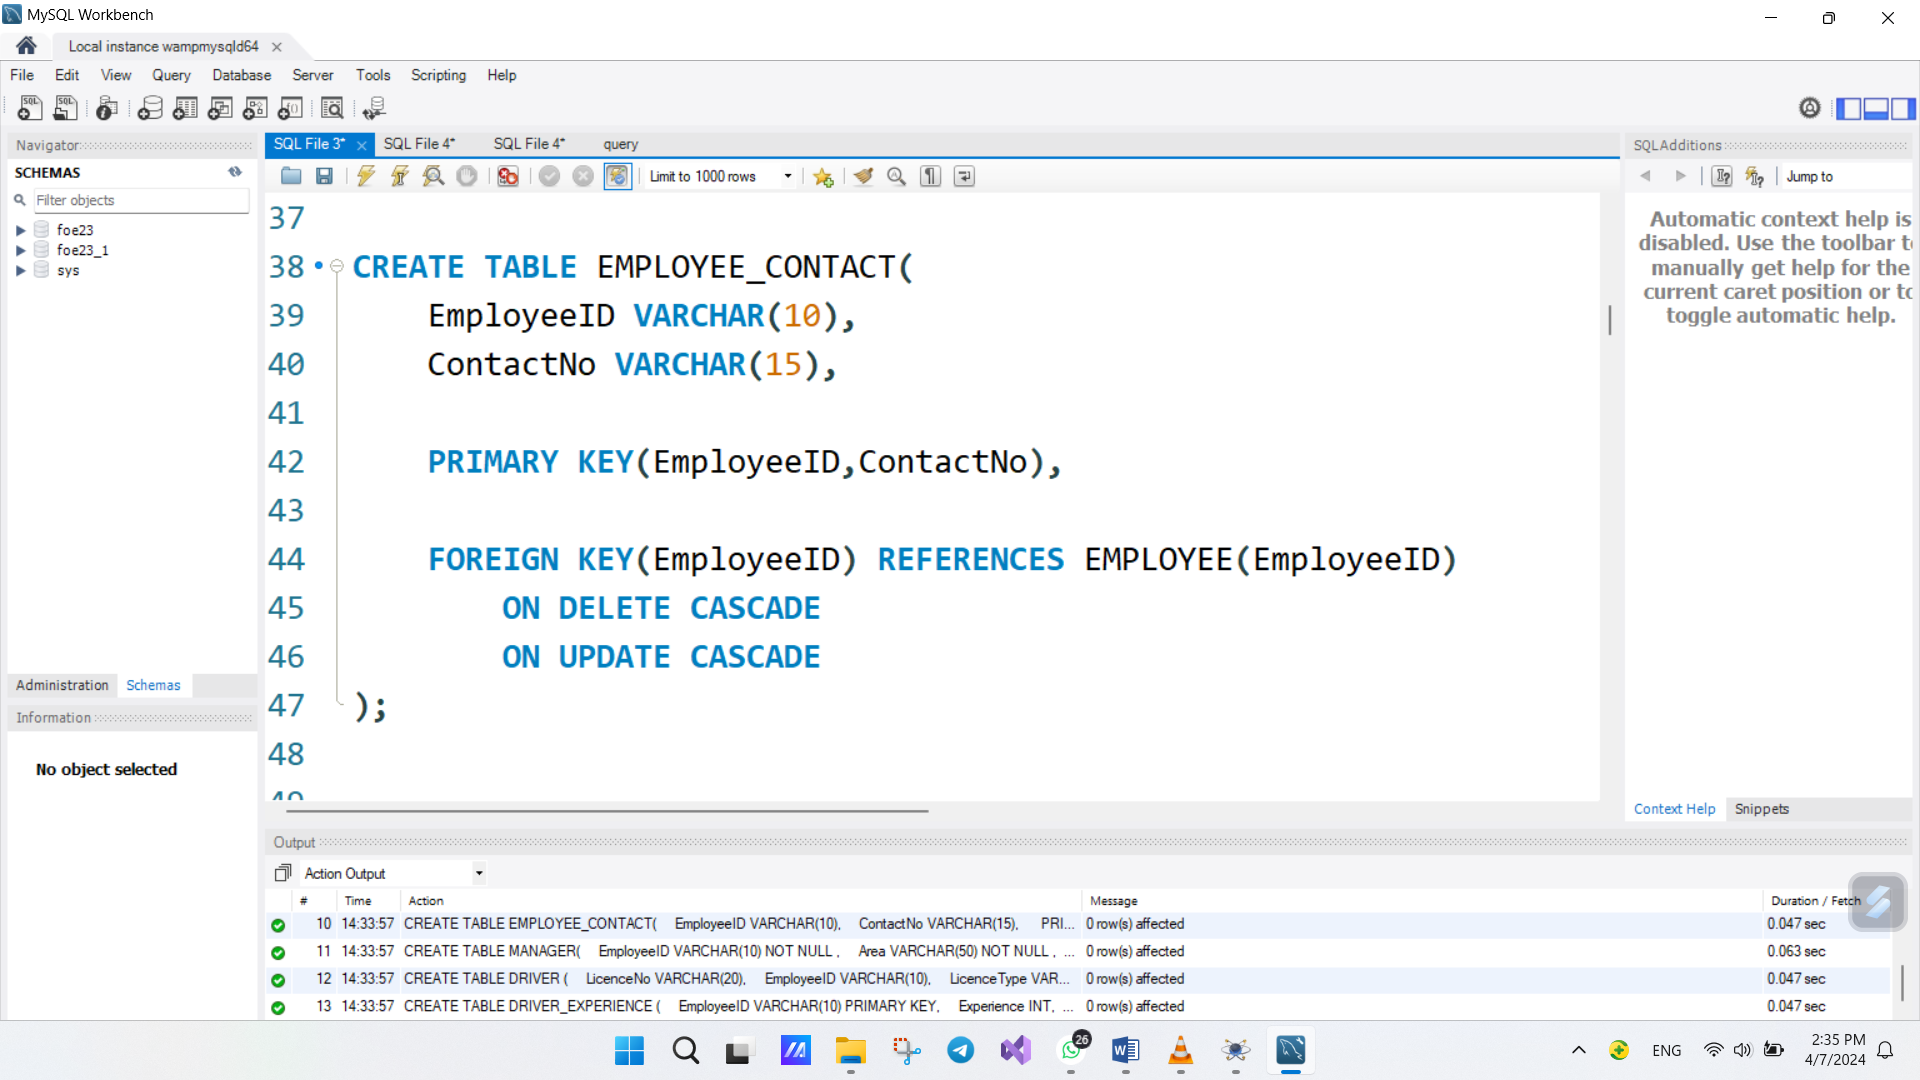 MySQL Workbench
Local instance wampmysqld64
File Edit View Query Database Server Tools Scripting Help
Navigator
SCHEMAS
Filter objects
foe23
foe23_1
sys
Administration Schemas
Information
No object selected
SQL File 3* SQL File 4* SQL File 4* query
Limit to 1000 rows
37
38 CREATE TABLE EMPLOYEE_CONTACT(
39 EmployeeID VARCHAR(10),
40 ContactNo VARCHAR(15),
41
42 PRIMARY KEY(EmployeeID,ContactNo),
43
44 FOREIGN KEY(EmployeeID) REFERENCES EMPLOYEE(EmployeeID)
45 ON DELETE CASCADE
46 ON UPDATE CASCADE
47 );
48
49
SQLAdditions
Jump to
Automatic context help is
disabled. Use the toolbar to
manually get help for the
current caret position or to
toggle automatic help.
Context Help Snippets
Output
Action Output
# Time Action Message Duration / Fetch
10 14:33:57 CREATE TABLE EMPLOYEE_CONTACT( EmployeeID VARCHAR(10), ContactNo VARCHAR(15), PRI... 0 row(s) affected 0.047 sec
11 14:33:57 CREATE TABLE MANAGER( EmployeeID VARCHAR(10) NOT NULL , Area VARCHAR(50) NOT NULL , ... 0 row(s) affected 0.063 sec
12 14:33:57 CREATE TABLE DRIVER ( LicenceNo VARCHAR(20), EmployeeID VARCHAR(10), LicenceType VAR... 0 row(s) affected 0.047 sec
13 14:33:57 CREATE TABLE DRIVER_EXPERIENCE ( EmployeeID VARCHAR(10) PRIMARY KEY, Experience INT, ... 0 row(s) affected 0.047 sec
26
ENG
2:35 PM
4/7/2024